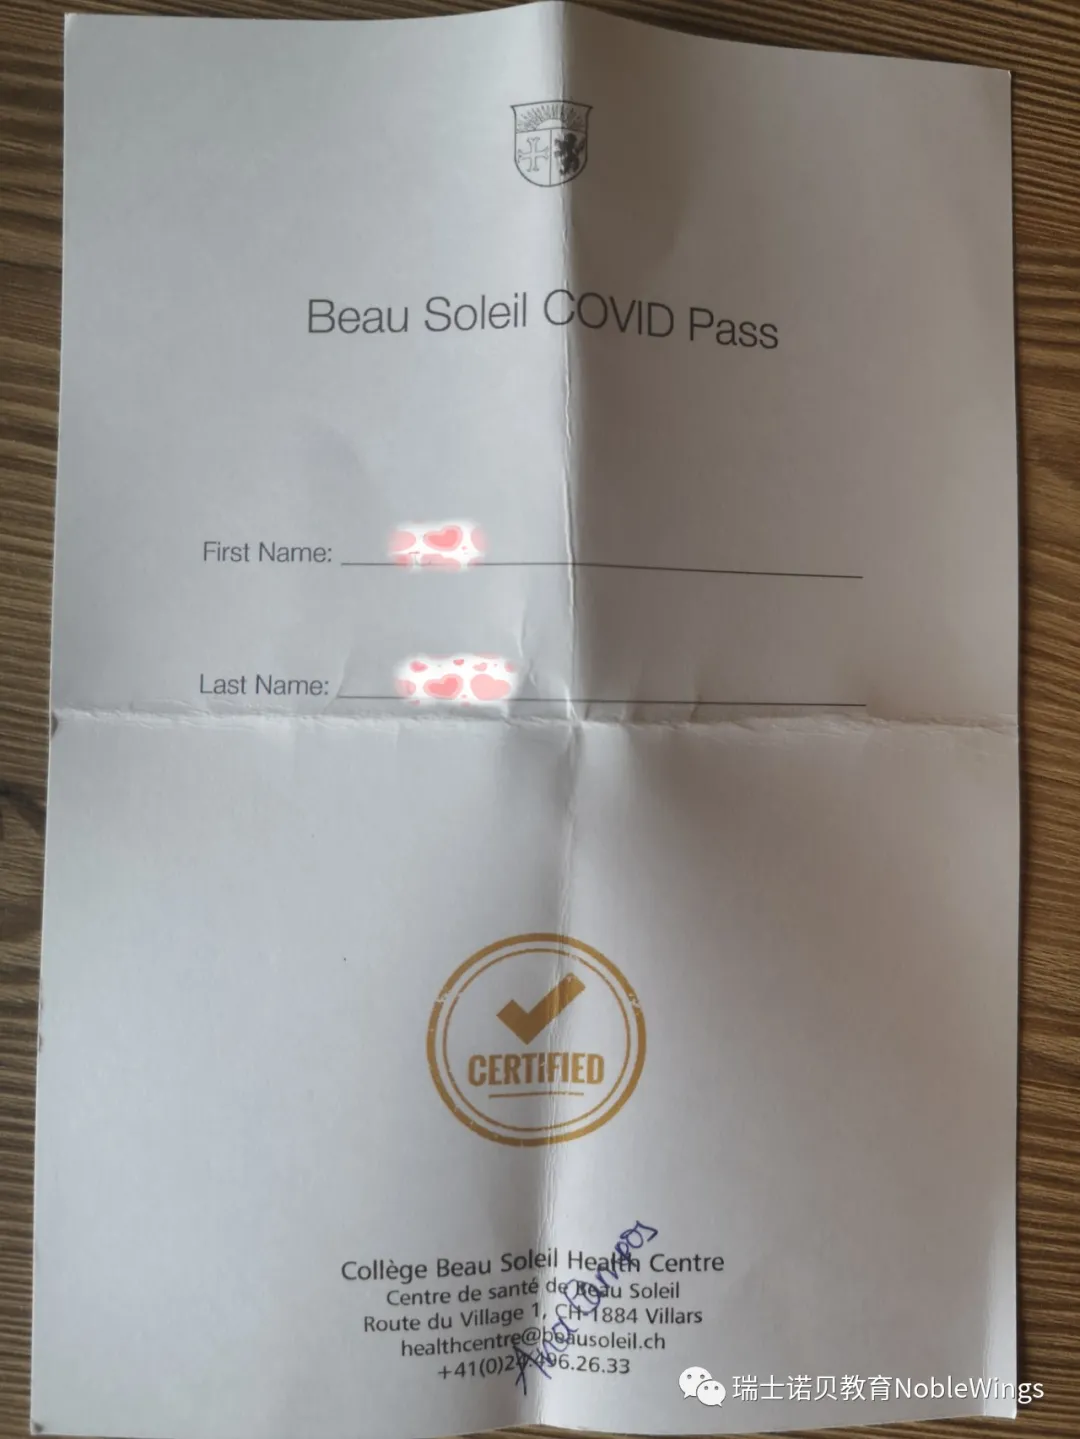 Beau Soleil COVID Pass
First Name:
Last Name:
CERTIFIED
Collège Beau Soleil Health Centre
Centre de santé de Beau Soleil
Route du Village 1, CH-1884 Villars
healthcentre@beausoleil.ch
+41(0)24.496.26.33
Ana Campos
瑞士诺贝教育NobleWings